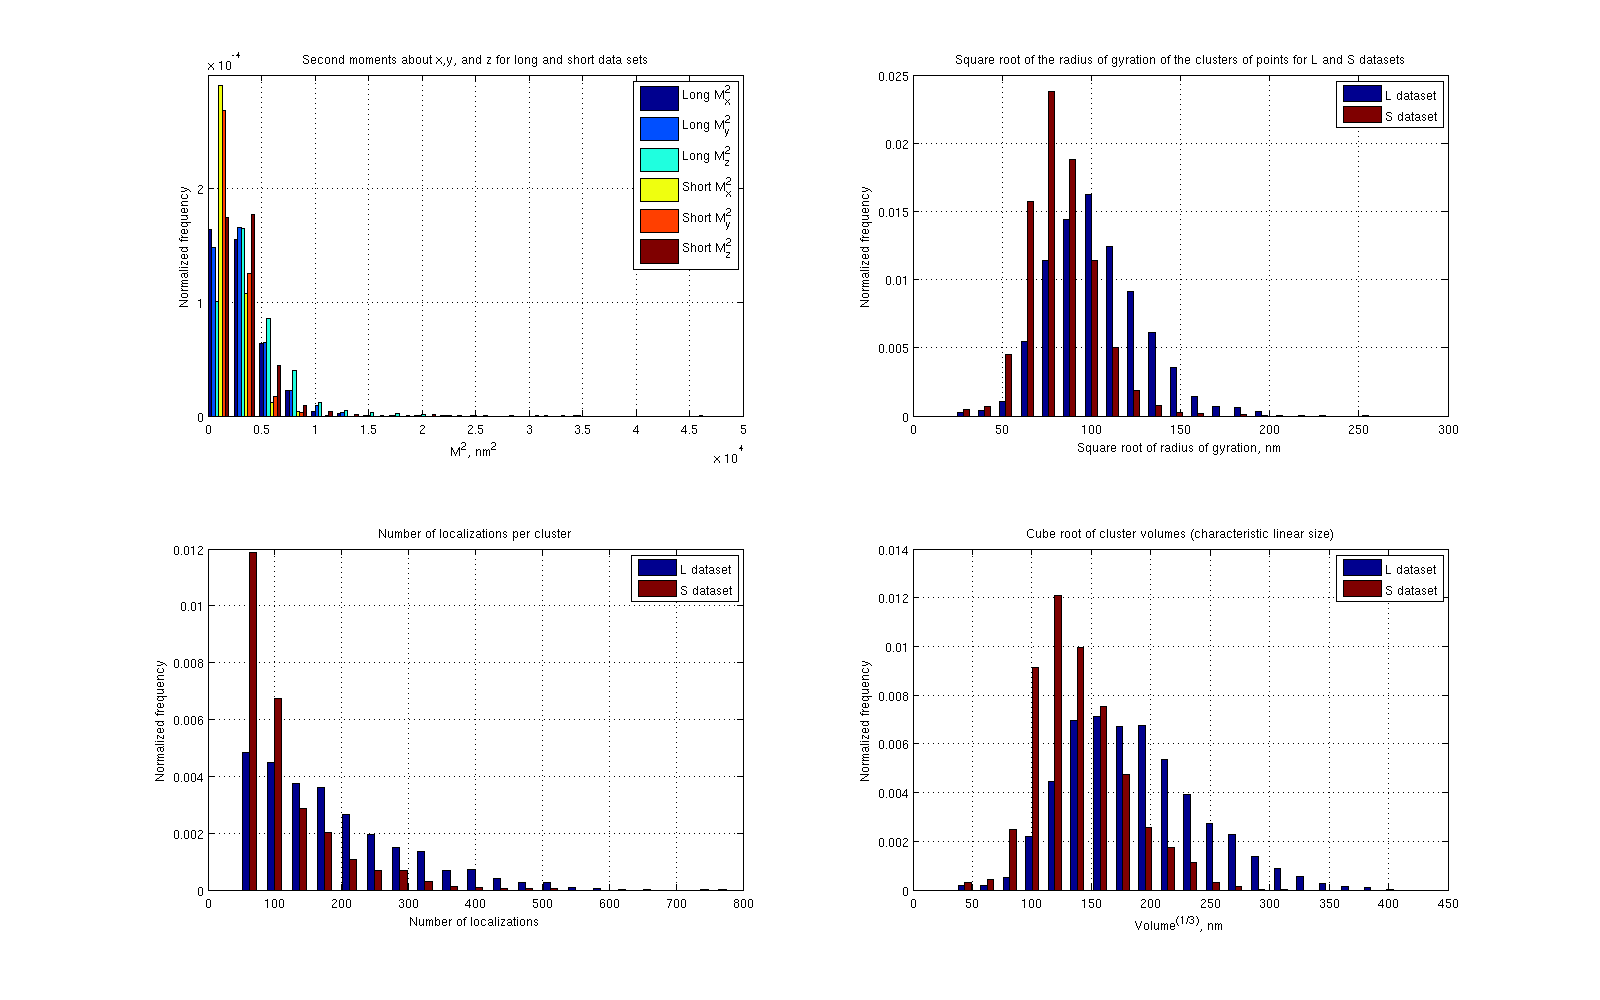 Second moments about x,y, and z for long and short data sets
× 10^-4
Normalized frequency
2
1
0
Long M_x^2
Long M_y^2
Long M_z^2
Short M_x^2
Short M_y^2
Short M_z^2
0 0.5 1 1.5 2 2.5 3 3.5 4 4.5 5
M^2, nm^2
× 10^4
Square root of the radius of gyration of the clusters of points for L and S datasets
Normalized frequency
0.025
0.02
0.015
0.01
0.005
0
L dataset
S dataset
0 50 100 150 200 250 300
Square root of radius of gyration, nm
Number of localizations per cluster
Normalized frequency
0.012
0.01
0.008
0.006
0.004
0.002
0
L dataset
S dataset
0 100 200 300 400 500 600 700 800
Number of localizations
Cube root of cluster volumes (characteristic linear size)
Normalized frequency
0.014
0.012
0.01
0.008
0.006
0.004
0.002
0
L dataset
S dataset
0 50 100 150 200 250 300 350 400 450
Volume^(1/3), nm